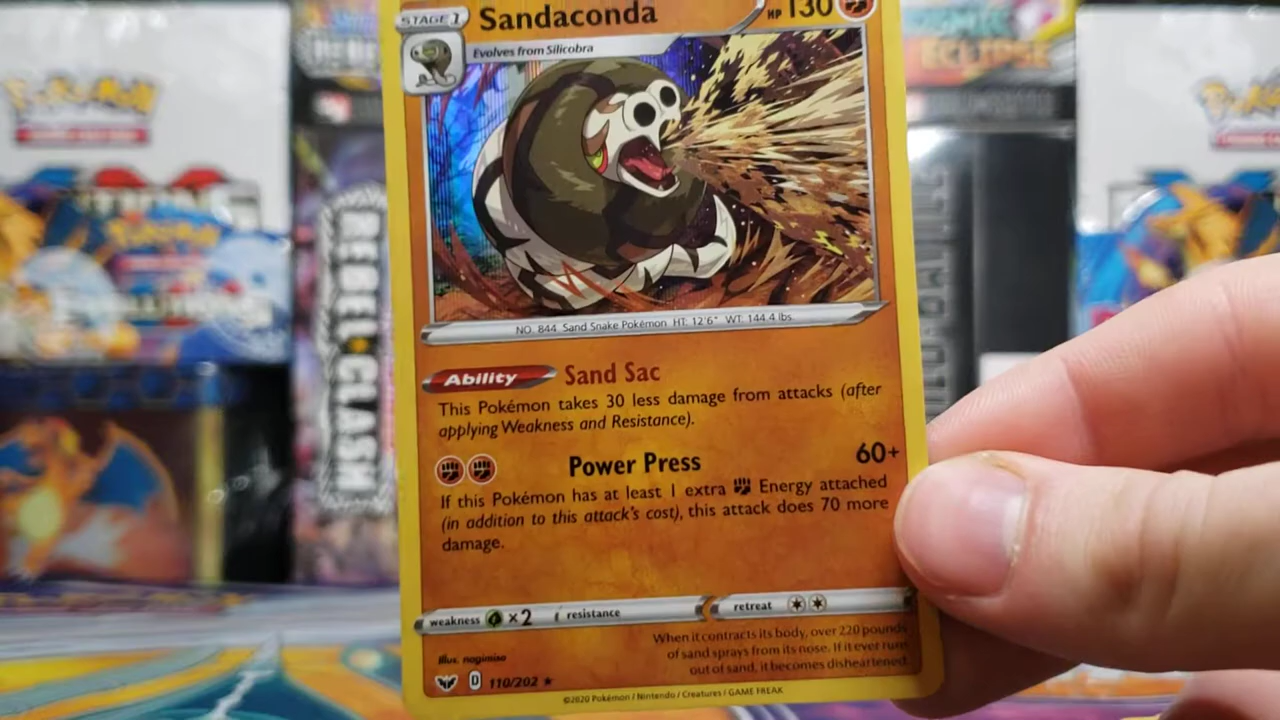 STAGE 1
Sandaconda
HP 130
Evolves from Silicobra
NO. 844 Sand Snake Pokémon HT: 12'6" WT: 144.4 lbs.
Ability Sand Sac
This Pokémon takes 30 less damage from attacks (after
applying Weakness and Resistance).
Power Press 60+
If this Pokémon has at least 1 extra Energy attached
(in addition to this attack's cost), this attack does 70 more
damage.
weakness ×2 resistance retreat
When it contracts its body, over 220 pounds
of sand sprays from its nose. If it ever runs
out of sand, it becomes disheartened.
Illus. nagimiso
D 110/202 ★
©2020 Pokémon / Nintendo / Creatures / GAME FREAK
REBEL CLASH
ECLIPSE
Pokémon